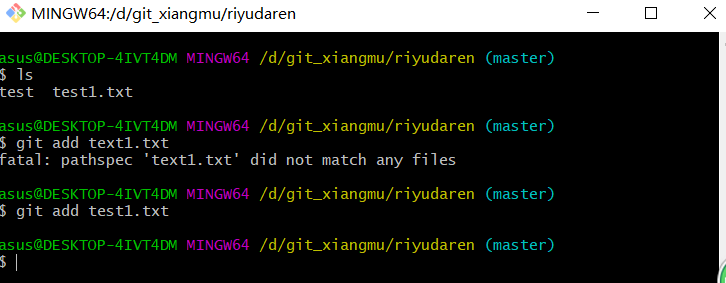 MINGW64:/d/git_xiangmu/riyudaren
asus@DESKTOP-4IVT4DM MINGW64 /d/git_xiangmu/riyudaren (master)
$ ls
test  test1.txt
asus@DESKTOP-4IVT4DM MINGW64 /d/git_xiangmu/riyudaren (master)
$ git add text1.txt
fatal: pathspec 'text1.txt' did not match any files
asus@DESKTOP-4IVT4DM MINGW64 /d/git_xiangmu/riyudaren (master)
$ git add test1.txt
asus@DESKTOP-4IVT4DM MINGW64 /d/git_xiangmu/riyudaren (master)
$